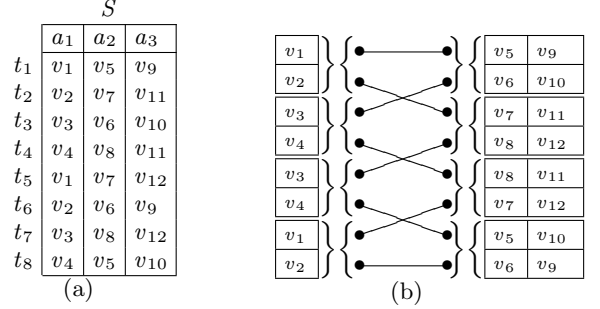 S
a1 a2 a3
t1 v1 v5 v9
t2 v2 v7 v11
t3 v3 v6 v10
t4 v4 v8 v11
t5 v1 v7 v12
t6 v2 v6 v9
t7 v3 v8 v12
t8 v4 v5 v10
(a)
v1 v5 v9
v2 v6 v10
v3 v7 v11
v4 v8 v12
v3 v8 v11
v4 v7 v12
v1 v5 v10
v2 v6 v9
(b)